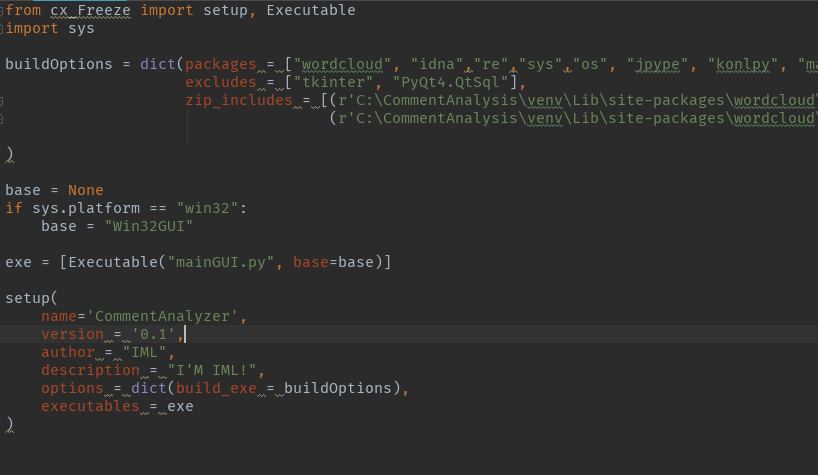 from cx_Freeze import setup, Executable
import sys
buildOptions = dict(packages = ["wordcloud", "idna","re","sys","os", "jpype", "konlpy", "ma
excludes = ["tkinter", "PyQt4.QtSql"],
zip_includes = [(r'C:\CommentAnalysis\venv\Lib\site-packages\wordcloud\
(r'C:\CommentAnalysis\venv\Lib\site-packages\wordcloud\
)
base = None
if sys.platform == "win32":
base = "Win32GUI"
exe = [Executable("mainGUI.py", base=base)]
setup(
name='CommentAnalyzer',
version = '0.1',
author = "IML",
description = "I'M IML!",
options = dict(build_exe = buildOptions),
executables = exe
)